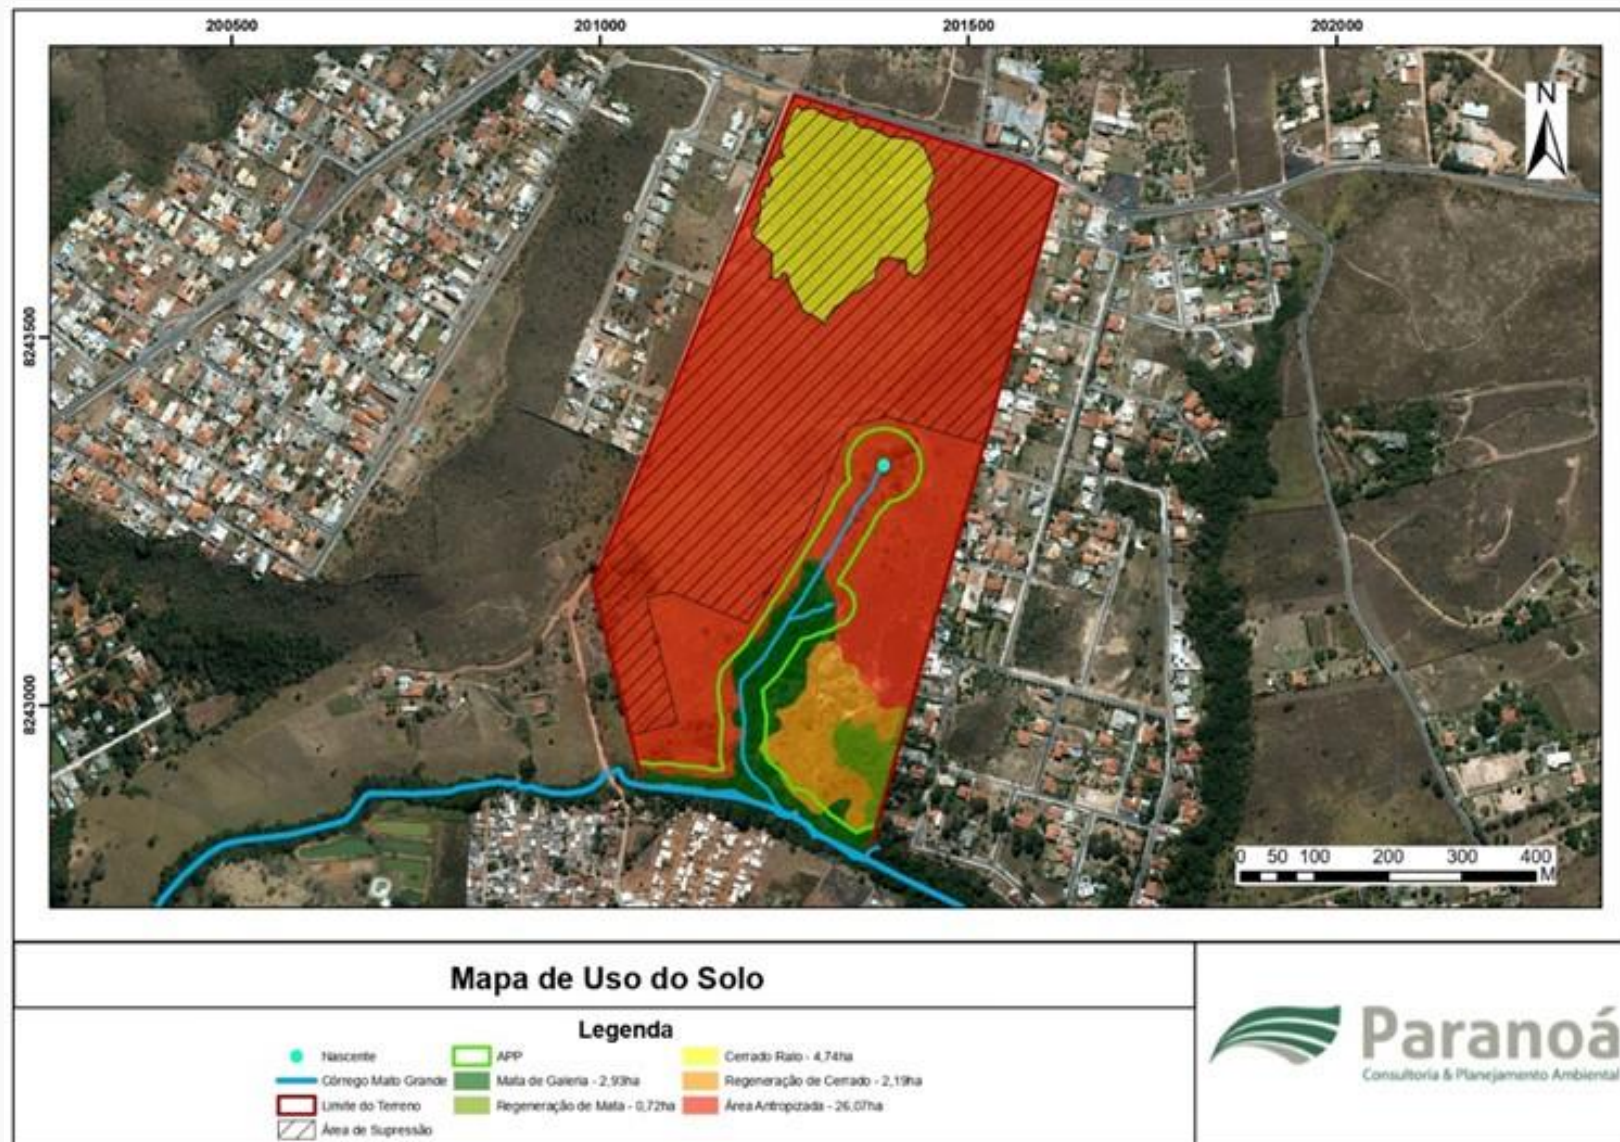 200500 201000 201500 202000
N
8243500
8243000
0 50 100 200 300 400
M
Mapa de Uso do Solo
Legenda
Nascente APP Cerrado Ralo - 4,74ha
Córrego Mato Grande Mata de Galeria - 2,93ha Regeneração de Cerrado - 2,19ha
Limite do Terreno Regeneração de Mata - 0,72ha Área Antropizada - 26,07ha
Área de Supressão
Paranoá
Consultoria & Planejamento Ambiental